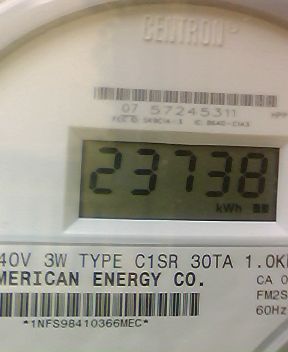 CENTRON®
07 57245311
23738
kWh
40V 3W TYPE C1SR 30TA 1.0K
MERICAN ENERGY CO.
CA 0
FM2S
60Hz
*1NFS98410366MEC*